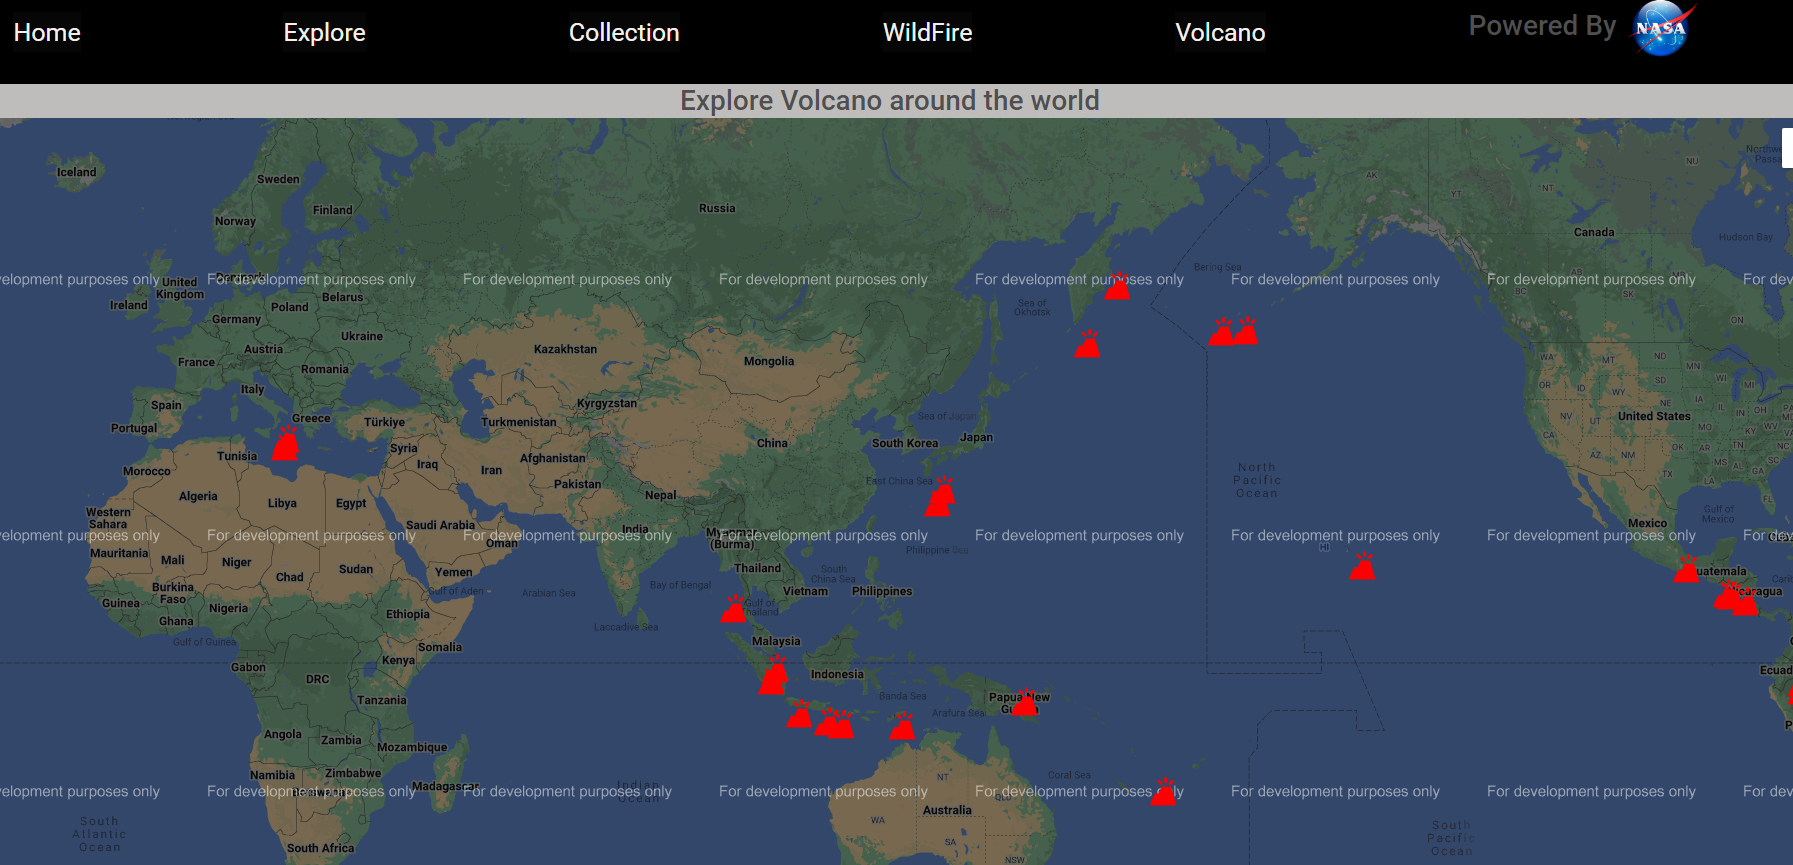 Home
Explore
Collection
WildFire
Volcano
Powered By
NASA
Explore Volcano around the world
Iceland
Sweden
Finland
Norway
Russia
AK
YT
NT
NU
Canada
Hudson Bay
Bering Sea
velopment purposes only
For development purposes only
For development purposes only
For development purposes only
For development purposes only
For development purposes only
For development purposes only
For dev
United
Kingdom
Denmark
Ireland
Belarus
Poland
Germany
Ukraine
Sea of
Okhotsk
BC
AB
SK
MB
ON
Austria
France
Romania
Kazakhstan
Mongolia
Italy
Spain
Portugal
Greece
Türkiye
Turkmenistan
Kyrgyzstan
Sea of Japan
South Korea
Japan
China
WA
MT
ND
MN
OR
ID
WY
SD
WI
MI
NE
IA
IL
IN
OH
NV
UT
United States
MO
KY
CA
OK
AR
TN
NC
AZ
NM
MS
AL
SC
TX
GA
LA
FL
Tunisia
Syria
Iraq
Iran
Afghanistan
Morocco
Pakistan
Algeria
Libya
Egypt
Nepal
East China Sea
North
Pacific
Ocean
Western
Sahara
Saudi Arabia
India
Mexico
Gulf of
Mexico
velopment purposes only
For development purposes only
For development purposes only
For development purposes only
For development purposes only
For development purposes only
For development purposes only
For dev
Oman
Myanmar
(Burma)
Philippine Sea
HI
Mauritania
Mali
Niger
Chad
Sudan
Yemen
Thailand
South
China Sea
uatemala
Burkina
Faso
Gulf of Aden
Arabian Sea
Bay of Bengal
Vietnam
Philippines
Nicaragua
Guinea
Nigeria
Ghana
Ethiopia
Gulf of
Thailand
Laccadive Sea
Gulf of Guinea
Somalia
Malaysia
Gabon
Kenya
DRC
Indonesia
Ecuad
Tanzania
Banda Sea
Papua New
Gu
Arafura Sea
Angola
Zambia
Mozambique
Namibia
Zimbabwe
Madagascar
Indian
Ocean
Coral Sea
NT
QLD
velopment purposes only
For development purposes only
For development purposes only
For development purposes only
For development purposes only
For development purposes only
For development purposes only
For dev
Botswana
Australia
WA
SA
NSW
South
Atlantic
Ocean
South Africa
South
Pacific
Ocean